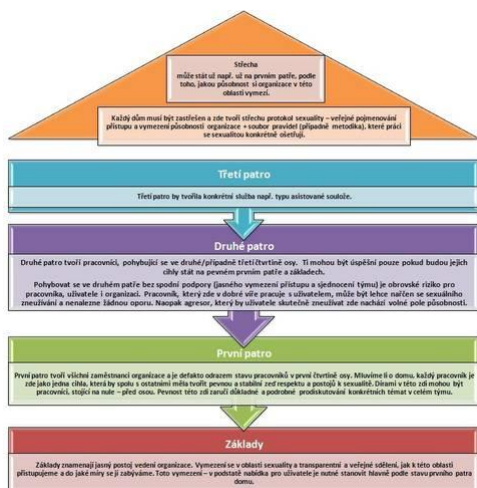 Střecha
může stát už např. už na prvním patře, podle
toho, jakou působnost si organizace v této
oblasti vymezí.
Každý dům musí být zastřešen a zde tvoří střechu protokol sexuality – veřejné pojmenování
přístupu a vymezení působnosti organizace + soubor pravidel (případně metodika), které práci
se sexualitou konkrétně ošetřují.
Třetí patro
Třetí patro by tvořila konkrétní služba např. typu asistované soulože.
Druhé patro
Druhé patro tvoří pracovníci, pohybující se ve druhé/případně třetí čtvrtině osy. Ti mohou být úspěšní pouze pokud budou jejich
cihly stát na pevném prvním patře a základech.
Pohybovat se ve druhém patře bez spodní podpory (jasného vymezení přístupu a sjednocení týmu) je obrovské riziko pro
pracovníka, uživatele i organizaci. Pracovník, který zde v dobré víře pracuje s uživatelem, může být lehce nařčen ze sexuálního
zneužívání a nenalezne žádnou oporu. Naopak agresor, který by uživatele skutečně zneužívat zde nachází volné pole působnosti.
První patro
První patro tvoří všichni zaměstnanci organizace a je defakto odrazem stavu pracovníků v první čtvrtině osy. Mluvíme li o domu, každý pracovník je
zde jako jedna cihla, která by spolu s ostatními měla tvořit pevnou a stabilní zeď respektu a postojů k sexualitě. Dírami v této zdi mohou být
pracovníci, stojící na nule – před osou. Pevnost této zdi zaručí důkladné a podrobné prodiskutování konkrétních témat v celém týmu.
Základy
Základy znamenají jasný postoj vedení organizace. Vymezení se v oblasti sexuality a transparentní a veřejné sdělení, jak k této oblasti
přistupujeme a do jaké míry se jí zabýváme. Toto vymezení – v podstatě nabídka pro uživatele je nutné stanovit hlavně podle stavu prvního patra
domu.